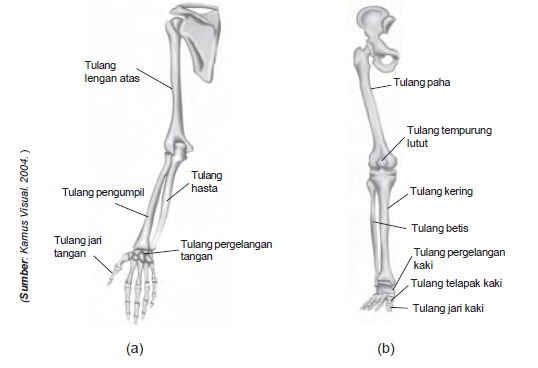 Tulang
lengan atas
Tulang
hasta
Tulang pengumpil
Tulang jari
tangan
Tulang pergelangan
tangan
(a)
Tulang paha
Tulang tempurung
lutut
Tulang kering
Tulang betis
Tulang pergelangan
kaki
Tulang telapak kaki
Tulang jari kaki
(b)
(Sumber: Kamus Visual. 2004.)